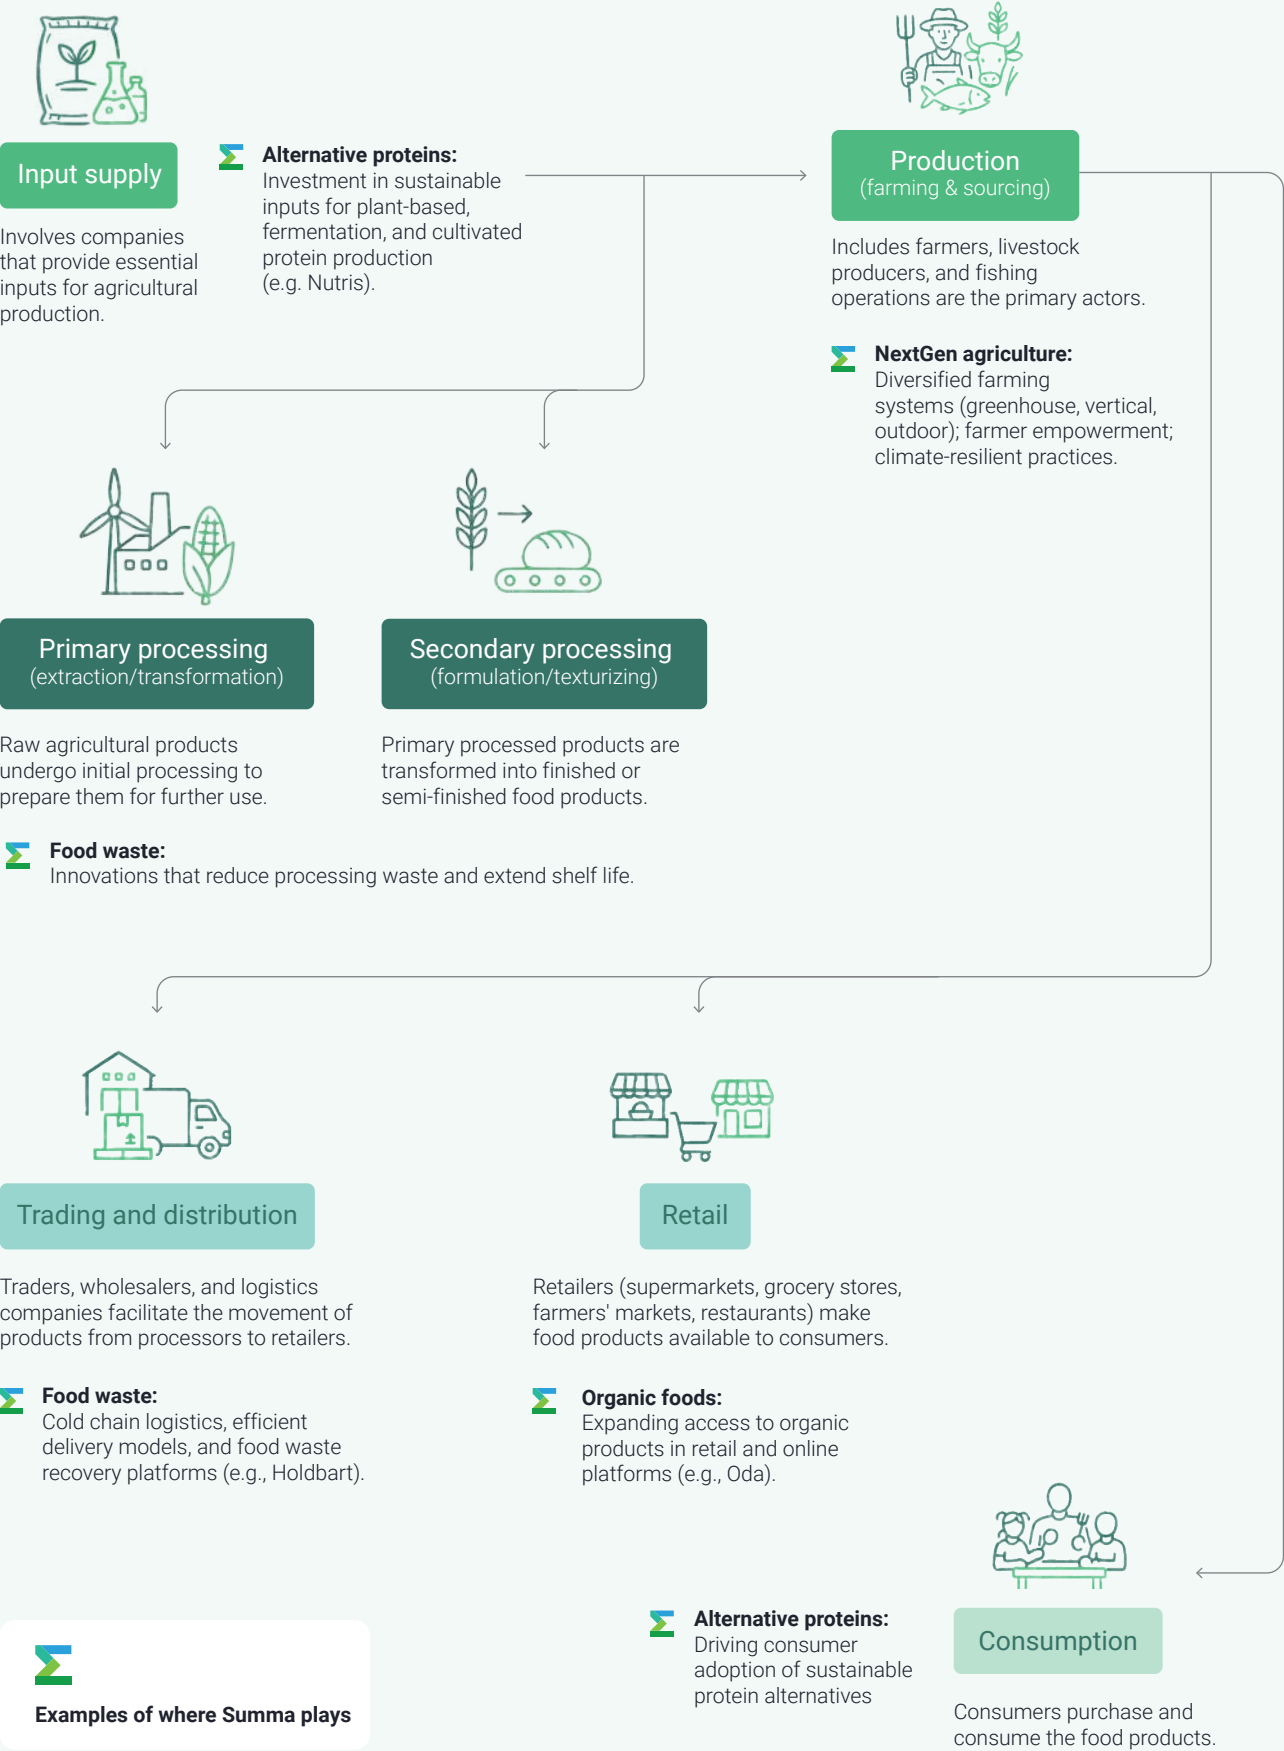 Input supply
Involves companies
that provide essential
inputs for agricultural
production.
Alternative proteins:
Investment in sustainable
inputs for plant-based,
fermentation, and cultivated
protein production
(e.g. Nutris).
Production
(farming & sourcing)
Includes farmers, livestock
producers, and fishing
operations are the primary actors.
NextGen agriculture:
Diversified farming
systems (greenhouse, vertical,
outdoor); farmer empowerment;
climate-resilient practices.
Primary processing
(extraction/transformation)
Raw agricultural products
undergo initial processing to
prepare them for further use.
Secondary processing
(formulation/texturizing)
Primary processed products are
transformed into finished or
semi-finished food products.
Food waste:
Innovations that reduce processing waste and extend shelf life.
Trading and distribution
Traders, wholesalers, and logistics
companies facilitate the movement of
products from processors to retailers.
Food waste:
Cold chain logistics, efficient
delivery models, and food waste
recovery platforms (e.g., Holdbart).
Retail
Retailers (supermarkets, grocery stores,
farmers' markets, restaurants) make
food products available to consumers.
Organic foods:
Expanding access to organic
products in retail and online
platforms (e.g., Oda).
Alternative proteins:
Driving consumer
adoption of sustainable
protein alternatives
Consumption
Consumers purchase and
consume the food products.
Examples of where Summa plays